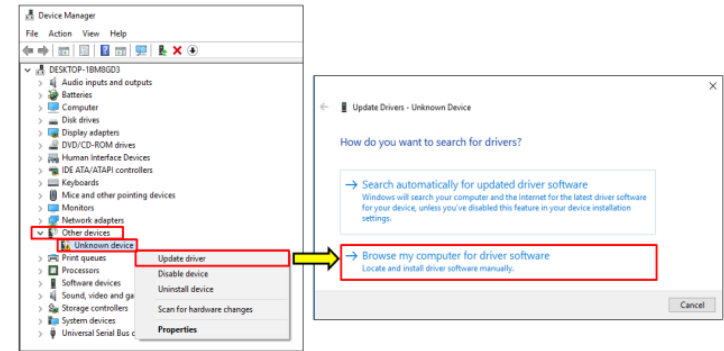 Device Manager
File Action View Help
DESKTOP-1BM8GD3
Audio inputs and outputs
Batteries
Computer
Disk drives
Display adapters
DVD/CD-ROM drives
Human Interface Devices
IDE ATA/ATAPI controllers
Keyboards
Mice and other pointing devices
Monitors
Network adapters
Other devices
Unknown device
Print queues
Processors
Software devices
Sound, video and ga
Storage controllers
System devices
Universal Serial Bus c
Update driver
Disable device
Uninstall device
Scan for hardware changes
Properties
Update Drivers - Unknown Device
How do you want to search for drivers?
Search automatically for updated driver software
Windows will search your computer and the Internet for the latest driver software
for your device, unless you've disabled this feature in your device installation
settings.
Browse my computer for driver software
Locate and install driver software manually.
Cancel